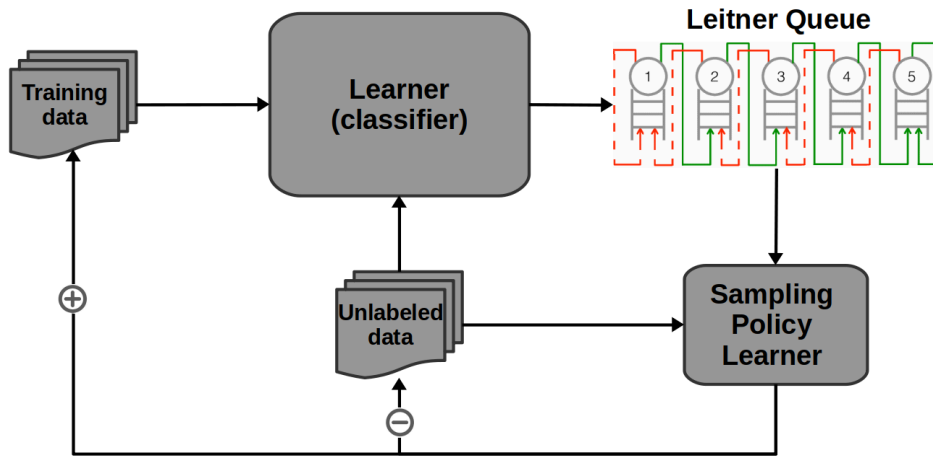 Leitner Queue
Training
data
Learner
(classifier)
1 2 3 4 5
Unlabeled
data
Sampling
Policy
Learner
+
−